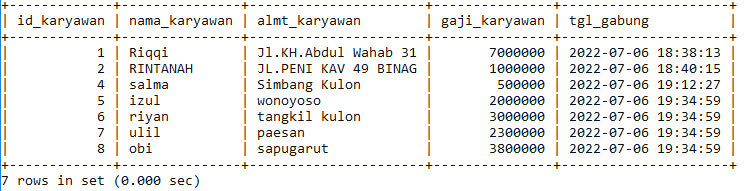 +-------------+---------------+----------------------+---------------+---------------------+
| id_karyawan | nama_karyawan | almt_karyawan        | gaji_karyawan | tgl_gabung          |
+-------------+---------------+----------------------+---------------+---------------------+
|           1 | Riqqi         | Jl.KH.Abdul Wahab 31 |       7000000 | 2022-07-06 18:38:13 |
|           2 | RINTANAH      | JL.PENI KAV 49 BINAG |       1000000 | 2022-07-06 18:40:15 |
|           4 | salma         | Simbang Kulon        |        500000 | 2022-07-06 19:12:27 |
|           5 | izul          | wonoyoso             |       2000000 | 2022-07-06 19:34:59 |
|           6 | riyan         | tangkil kulon        |       3000000 | 2022-07-06 19:34:59 |
|           7 | ulil          | paesan               |       2300000 | 2022-07-06 19:34:59 |
|           8 | obi           | sapugarut            |       3800000 | 2022-07-06 19:34:59 |
+-------------+---------------+----------------------+---------------+---------------------+
7 rows in set (0.000 sec)